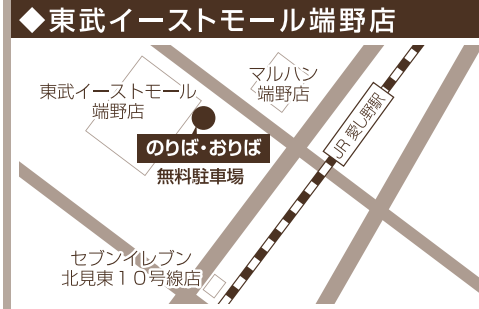 ◆東武イーストモール端野店
マルハン
端野店
東武イーストモール
端野店
JR 愛し野駅
のりば・おりば
無料駐車場
セブンイレブン
北見東10号線店